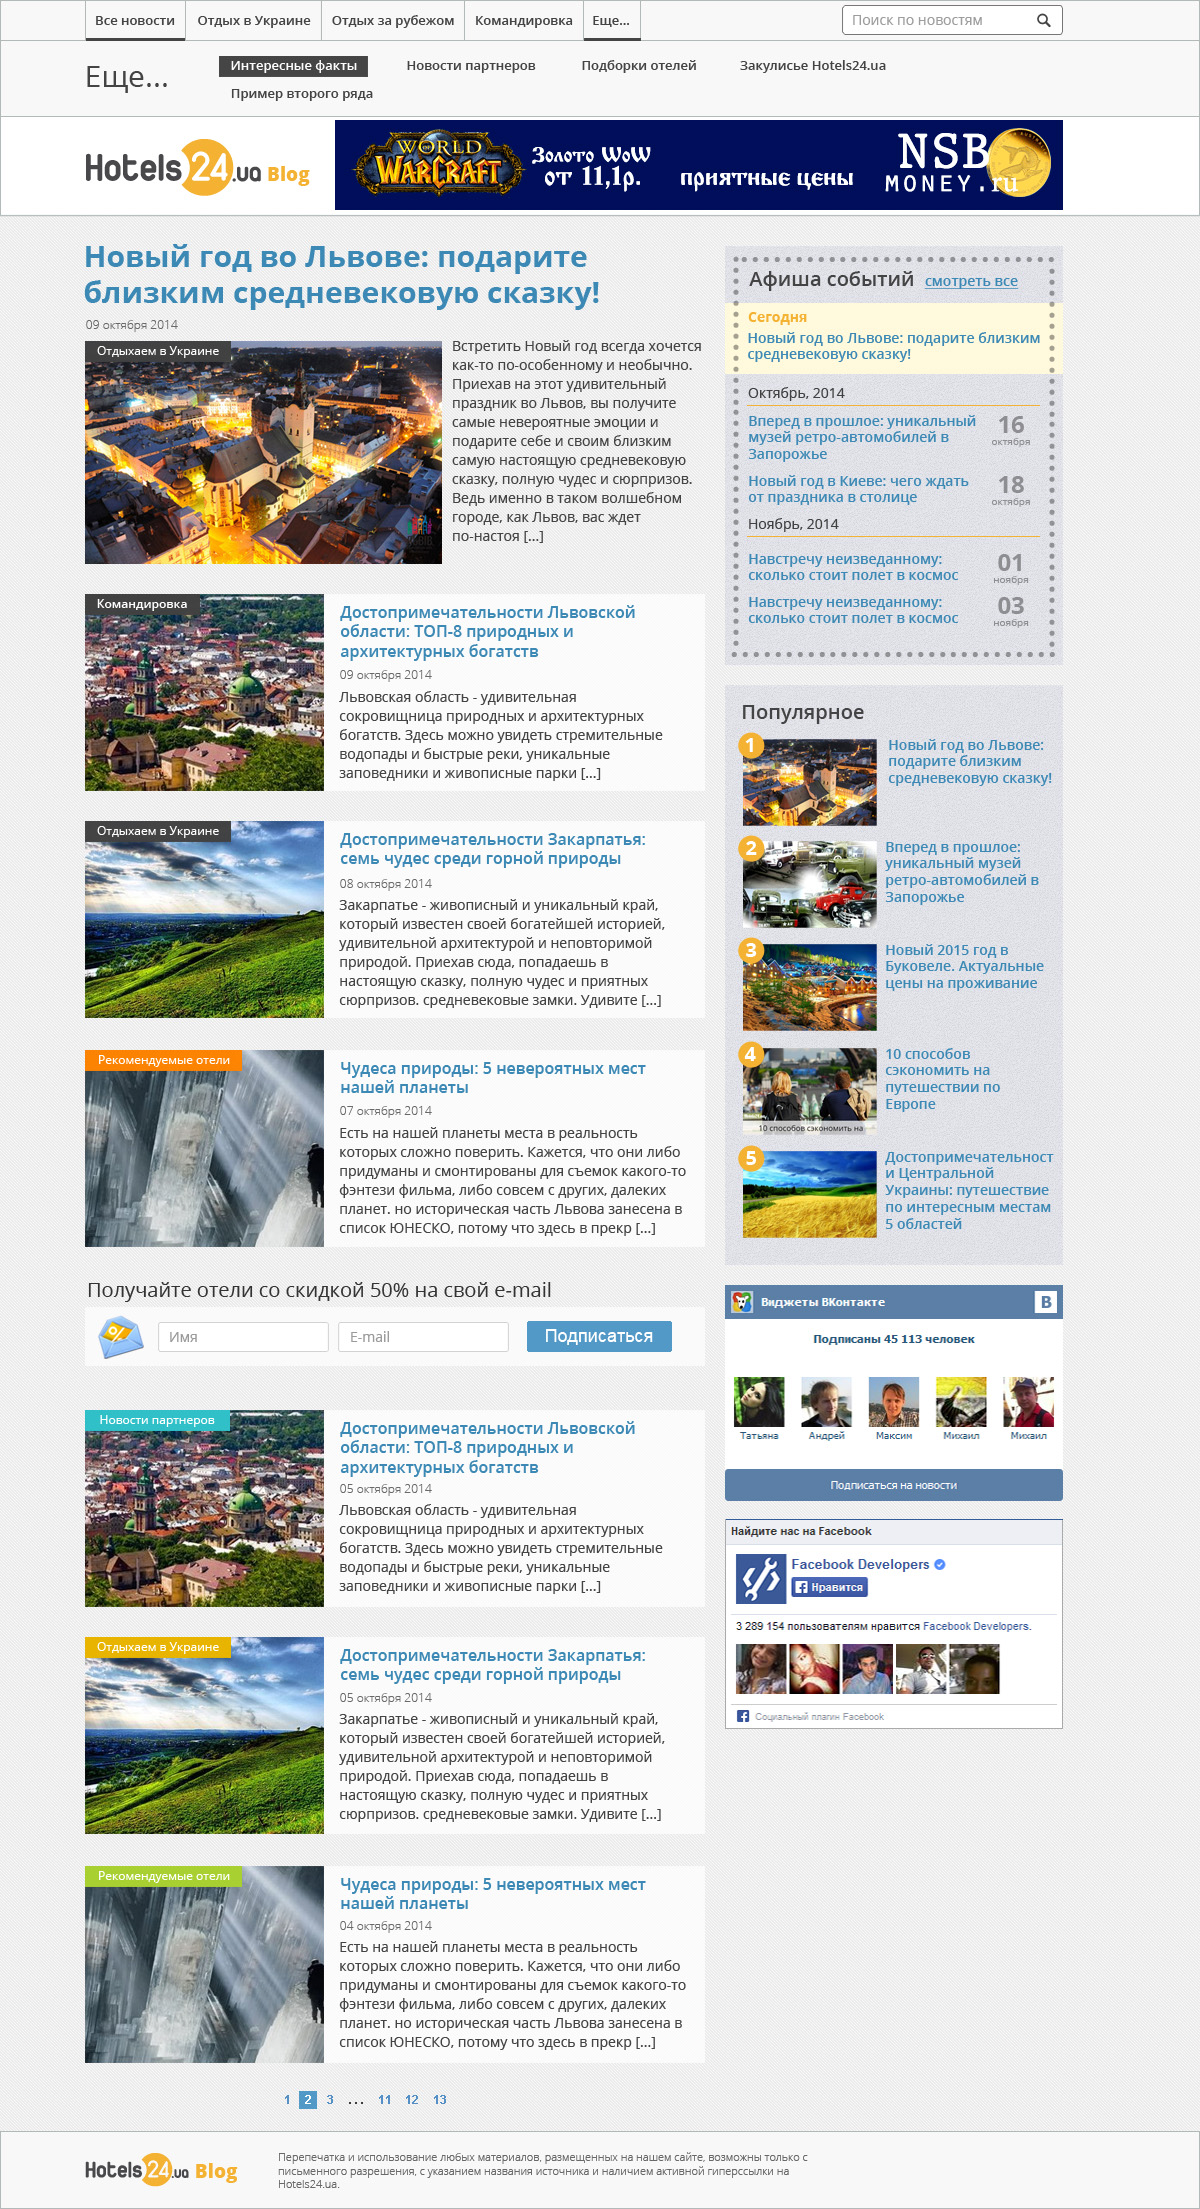 Все новости
Отдых в Украине
Отдых за рубежом
Командировка
Еще...
Поиск по новостям
Еще...
Интересные факты
Новости партнеров
Подборки отелей
Закулисье Hotels24.ua
Пример второго ряда
Hotels24.ua Blog
WORLD WARCRAFT
Золото WoW
от 11,1р.
приятные цены
NSB
MONEY.ru
Новый год во Львове: подарите
близким средневековую сказку!
09 октября 2014
Отдыхаем в Украине
Встретить Новый год всегда хочется
как-то по-особенному и необычно.
Приехав на этот удивительный
праздник во Львов, вы получите
самые невероятные эмоции и
подарите себе и своим близким
самую настоящую средневековую
сказку, полную чудес и сюрпризов.
Ведь именно в таком волшебном
городе, как Львов, вас ждет
по-настоя [...]
Командировка
Достопримечательности Львовской
области: ТОП-8 природных и
архитектурных богатств
09 октября 2014
Львовская область - удивительная
сокровищница природных и архитектурных
богатств. Здесь можно увидеть стремительные
водопады и быстрые реки, уникальные
заповедники и живописные парки [...]
Отдыхаем в Украине
Достопримечательности Закарпатья:
семь чудес среди горной природы
08 октября 2014
Закарпатье - живописный и уникальный край,
который известен своей богатейшей историей,
удивительной архитектурой и неповторимой
природой. Приехав сюда, попадаешь в
настоящую сказку, полную чудес и приятных
сюрпризов. средневековые замки. Удивите [...]
Рекомендуемые отели
Чудеса природы: 5 невероятных мест
нашей планеты
07 октября 2014
Есть на нашей планеты места в реальность
которых сложно поверить. Кажется, что они либо
придуманы и смонтированы для съемок какого-то
фэнтези фильма, либо совсем с других, далеких
планет. но историческая часть Львова занесена в
список ЮНЕСКО, потому что здесь в прекр [...]
Получайте отели со скидкой 50% на свой e-mail
%
Имя
E-mail
Подписаться
Новости партнеров
Достопримечательности Львовской
области: ТОП-8 природных и
архитектурных богатств
05 октября 2014
Львовская область - удивительная
сокровищница природных и архитектурных
богатств. Здесь можно увидеть стремительные
водопады и быстрые реки, уникальные
заповедники и живописные парки [...]
Отдыхаем в Украине
Достопримечательности Закарпатья:
семь чудес среди горной природы
05 октября 2014
Закарпатье - живописный и уникальный край,
который известен своей богатейшей историей,
удивительной архитектурой и неповторимой
природой. Приехав сюда, попадаешь в
настоящую сказку, полную чудес и приятных
сюрпризов. средневековые замки. Удивите [...]
Рекомендуемые отели
Чудеса природы: 5 невероятных мест
нашей планеты
04 октября 2014
Есть на нашей планеты места в реальность
которых сложно поверить. Кажется, что они либо
придуманы и смонтированы для съемок какого-то
фэнтези фильма, либо совсем с других, далеких
планет. но историческая часть Львова занесена в
список ЮНЕСКО, потому что здесь в прекр [...]
1 2 3 ... 11 12 13
Афиша событий смотреть все
Сегодня
Новый год во Львове: подарите близким
средневековую сказку!
Октябрь, 2014
Вперед в прошлое: уникальный
музей ретро-автомобилей в
Запорожье
16
октября
Новый год в Киеве: чего ждать
от праздника в столице
18
октября
Ноябрь, 2014
Навстречу неизведанному:
сколько стоит полет в космос
01
ноября
Навстречу неизведанному:
сколько стоит полет в космос
03
ноября
Популярное
1
Новый год во Львове:
подарите близким
средневековую сказку!
2
Вперед в прошлое:
уникальный музей
ретро-автомобилей в
Запорожье
3
Новый 2015 год в
Буковеле. Актуальные
цены на проживание
4
10 способов сэкономить на
10 способов
сэкономить на
путешествии по
Европе
5
Достопримечательност
и Центральной
Украины: путешествие
по интересным местам
5 областей
Виджеты ВКонтакте
B
Подписаны 45 113 человек
Татьяна
Андрей
Максим
Михаил
Михаил
Подписаться на новости
Найдите нас на Facebook
Facebook Developers
Нравится
3 289 154 пользователям нравится Facebook Developers.
Социальный плагин Facebook
Hotels24.ua Blog
Перепечатка и использование любых материалов, размещенных на нашем сайте, возможны только с
письменного разрешения, с указанием названия источника и наличием активной гиперссылки на
Hotels24.ua.